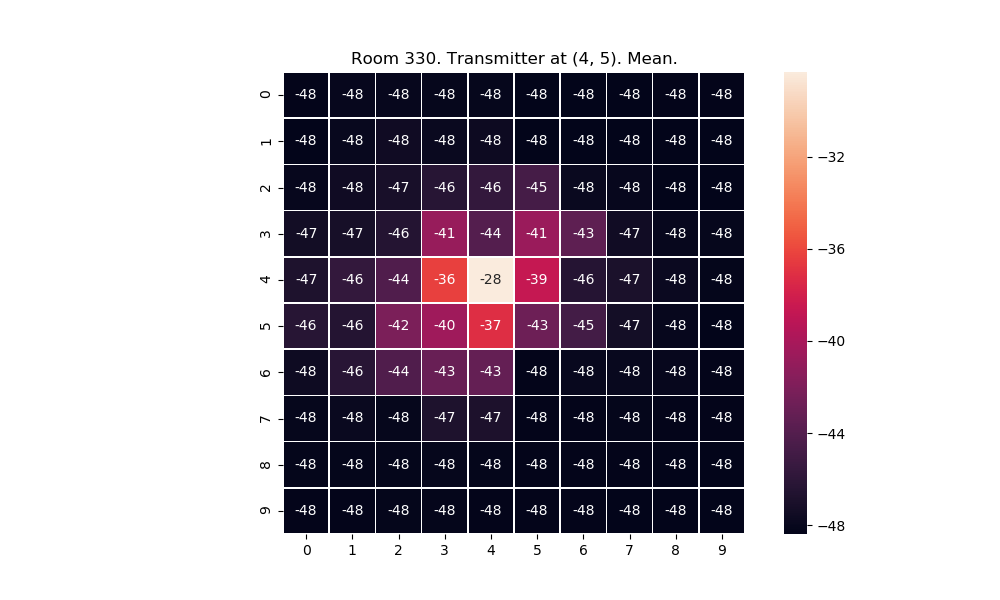 Room 330. Transmitter at (4, 5). Mean.
0 -48 -48 -48 -48 -48 -48 -48 -48 -48 -48
1 -48 -48 -48 -48 -48 -48 -48 -48 -48 -48
−32
2 -48 -48 -47 -46 -46 -45 -48 -48 -48 -48
3 -47 -47 -46 -41 -44 -41 -43 -47 -48 -48
−36
4 -47 -46 -44 -36 -28 -39 -46 -47 -48 -48
5 -46 -46 -42 -40 -37 -43 -45 -47 -48 -48
−40
6 -48 -46 -44 -43 -43 -48 -48 -48 -48 -48
7 -48 -48 -48 -47 -47 -48 -48 -48 -48 -48
−44
8 -48 -48 -48 -48 -48 -48 -48 -48 -48 -48
9 -48 -48 -48 -48 -48 -48 -48 -48 -48 -48
−48
0 1 2 3 4 5 6 7 8 9